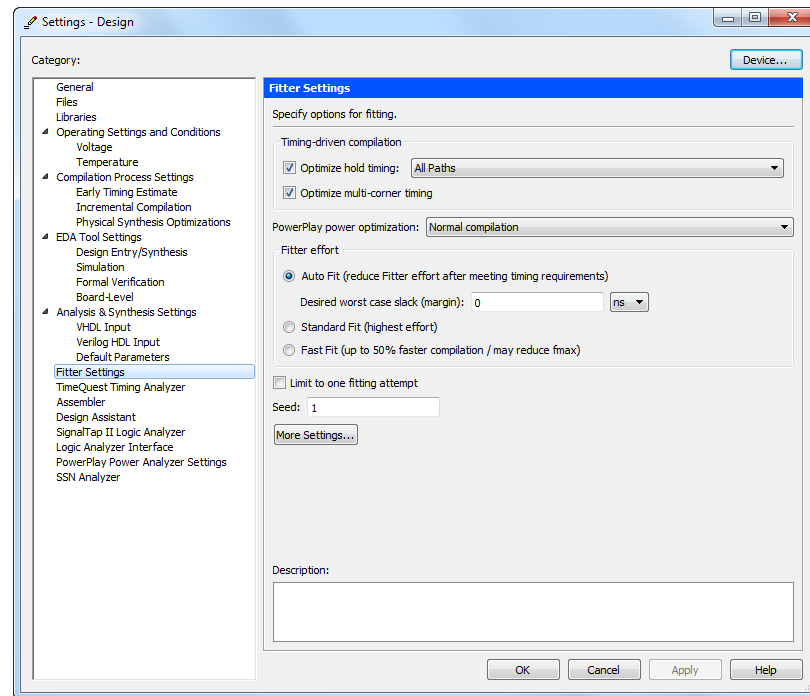 Settings - Design
Category:
Device...
General
Files
Libraries
Operating Settings and Conditions
Voltage
Temperature
Compilation Process Settings
Early Timing Estimate
Incremental Compilation
Physical Synthesis Optimizations
EDA Tool Settings
Design Entry/Synthesis
Simulation
Formal Verification
Board-Level
Analysis & Synthesis Settings
VHDL Input
Verilog HDL Input
Default Parameters
Fitter Settings
TimeQuest Timing Analyzer
Assembler
Design Assistant
SignalTap II Logic Analyzer
Logic Analyzer Interface
PowerPlay Power Analyzer Settings
SSN Analyzer
Fitter Settings
Specify options for fitting.
Timing-driven compilation
Optimize hold timing: All Paths
Optimize multi-corner timing
PowerPlay power optimization: Normal compilation
Fitter effort
Auto Fit (reduce Fitter effort after meeting timing requirements)
Desired worst case slack (margin): 0 ns
Standard Fit (highest effort)
Fast Fit (up to 50% faster compilation / may reduce fmax)
Limit to one fitting attempt
Seed: 1
More Settings...
Description:
OK Cancel Apply Help